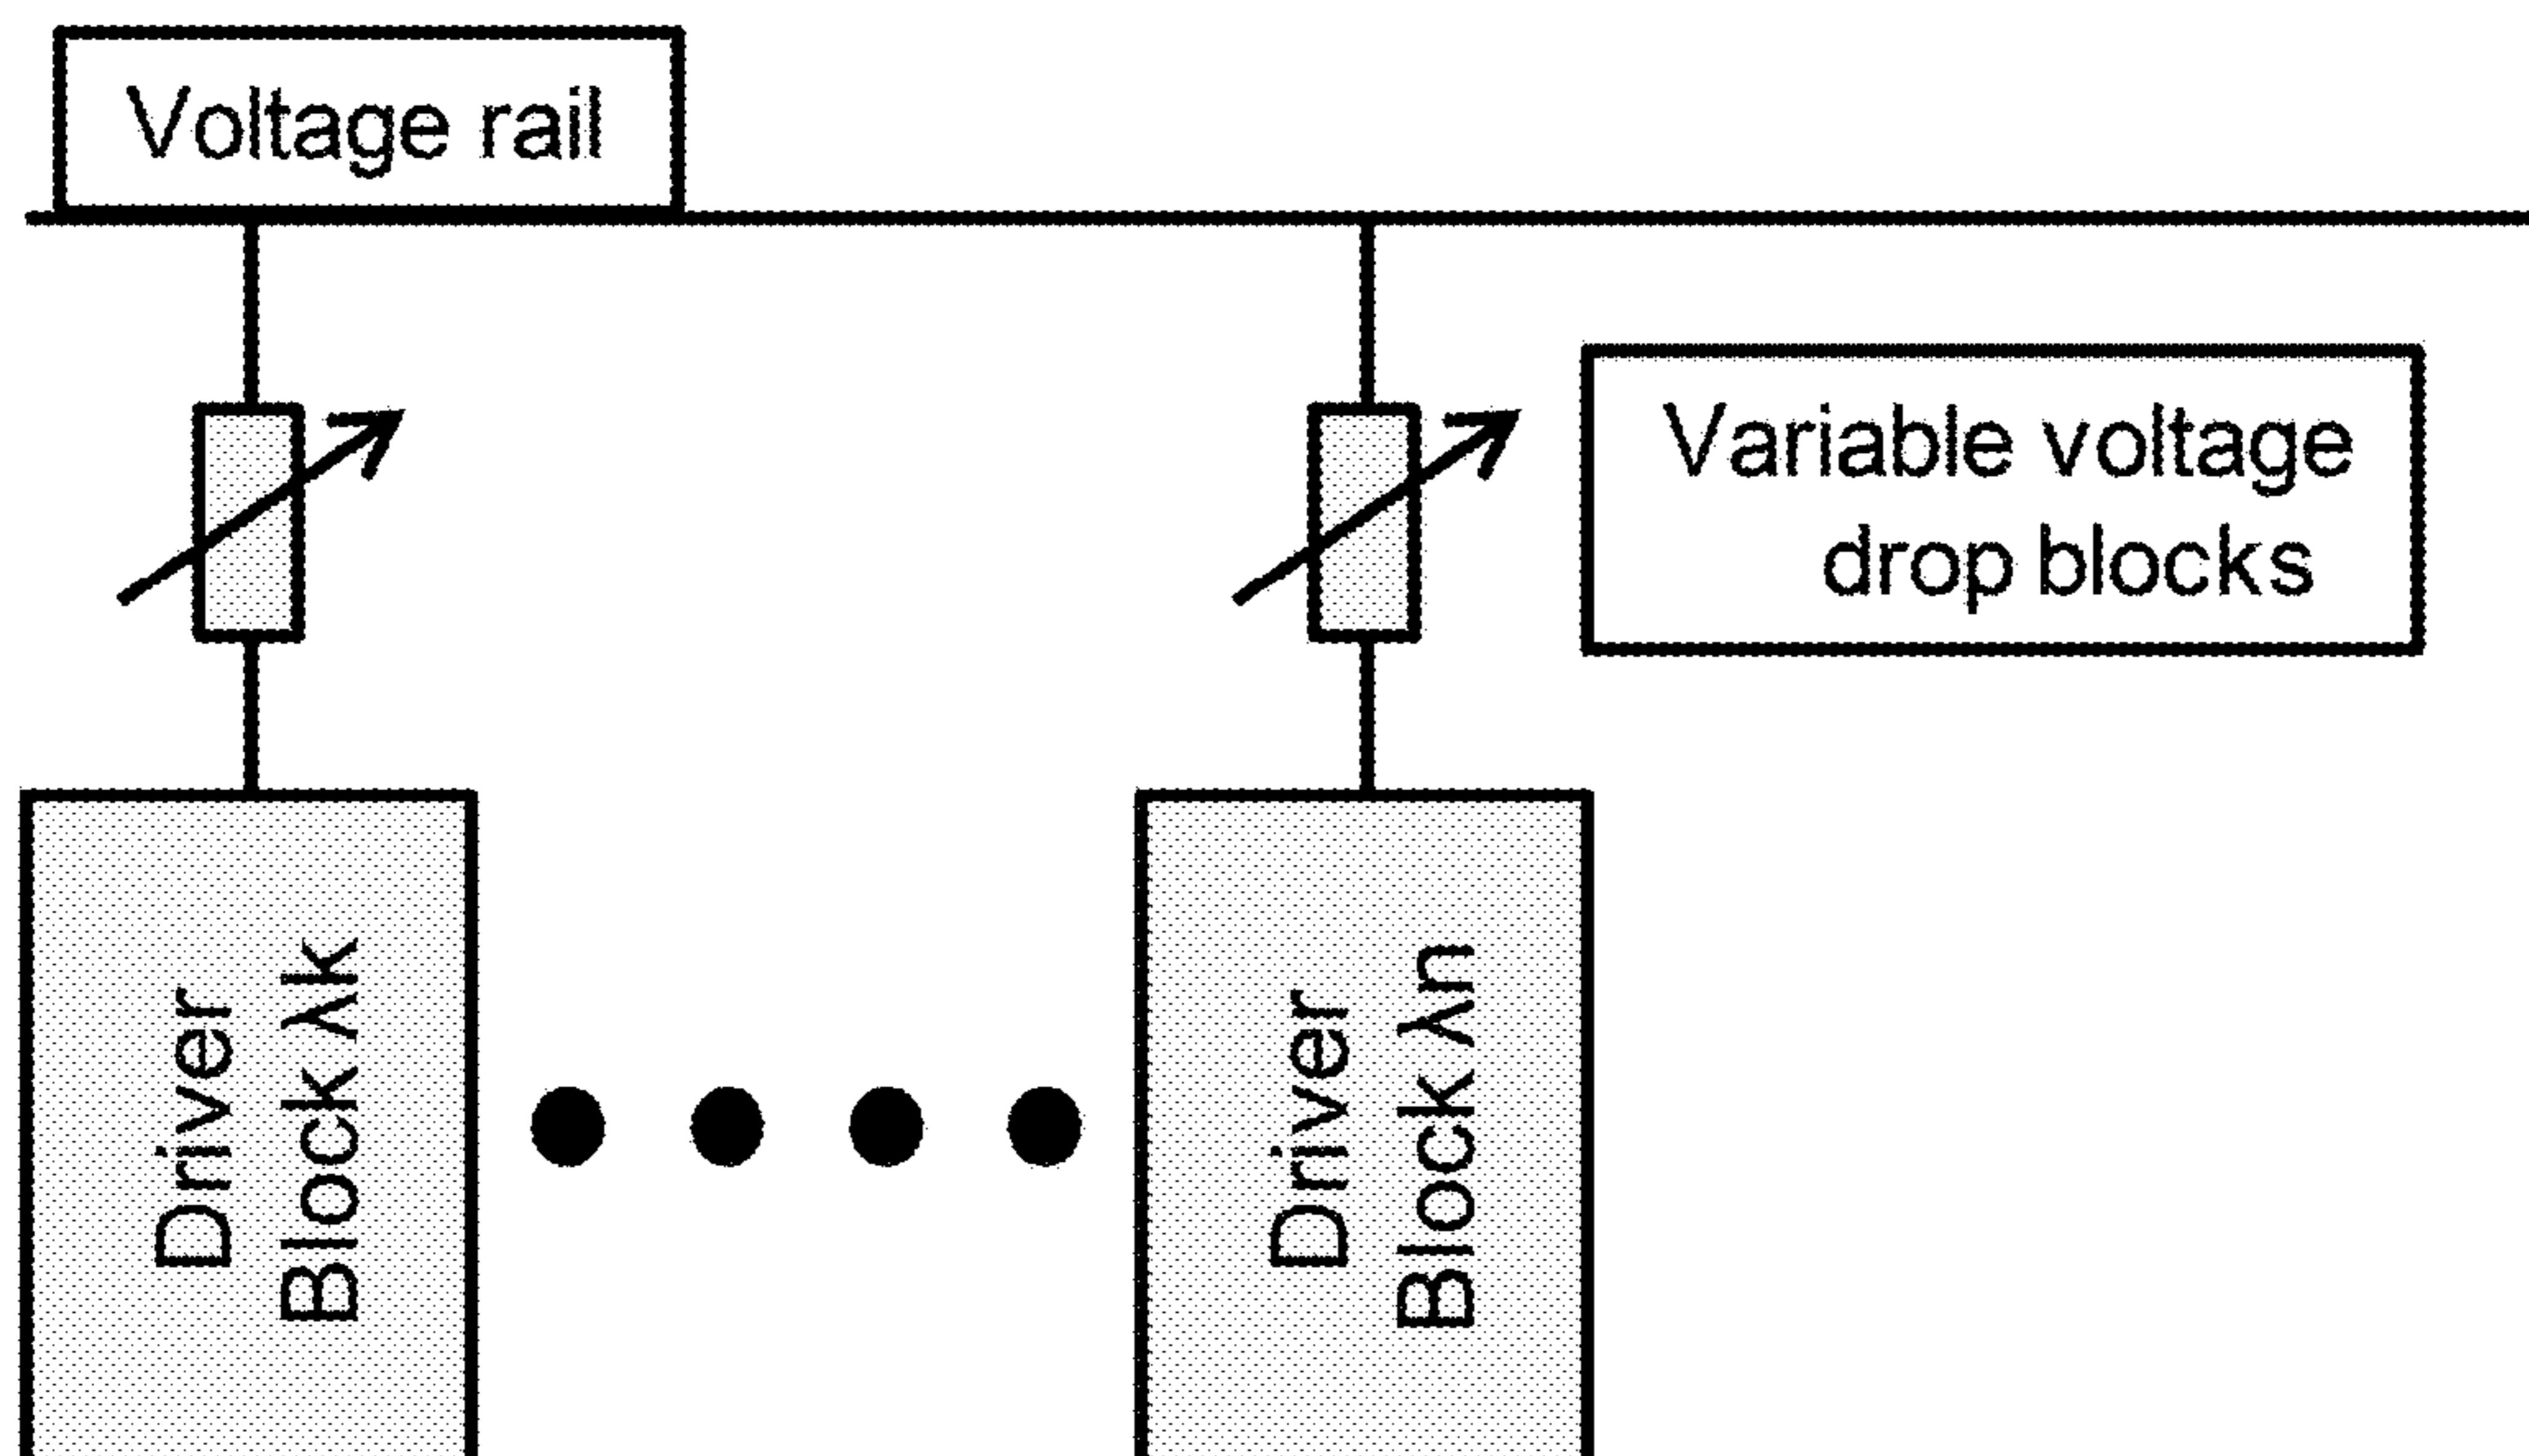 Voltage rail
Variable voltage
drop blocks
Driver
Block λk
Driver
Block λn